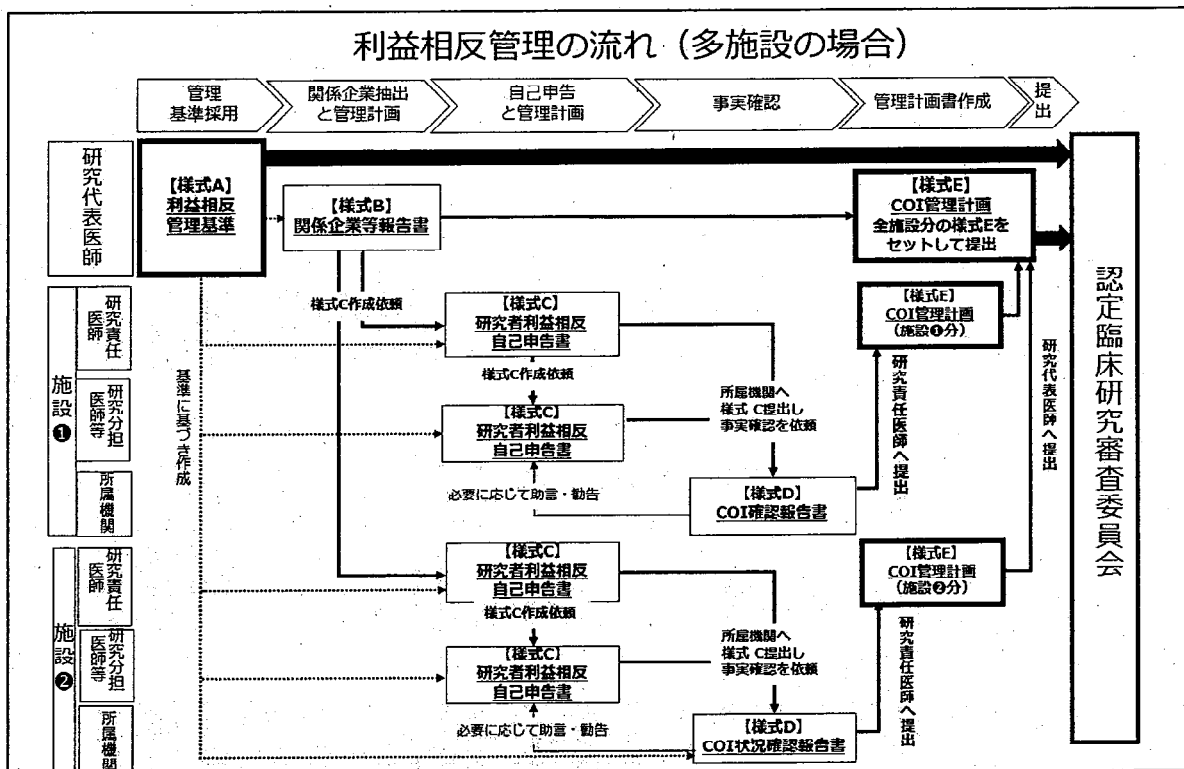 利益相反管理の流れ（多施設の場合）
管理
基準採用
関係企業抽出
と管理計画
自己申告
と管理計画
事実確認
管理計画書作成
提
出
研究代表医師
【様式A】
利益相反
管理基準
【様式B】
関係企業等報告書
【様式E】
COI管理計画
全施設分の様式Eを
セットして提出
認定臨床研究審査委員会
様式C作成依頼
施設❶
研究責任
医師
【様式C】
研究者利益相反
自己申告書
【様式E】
COI管理計画
（施設❶分）
様式C作成依頼
基準に基づき作成
研究分担
医師等
【様式C】
研究者利益相反
自己申告書
所属機関へ
様式 C提出し
事実確認を依頼
研究責任医師へ提出
研究代表医師へ提出
所属機関
必要に応じて助言・勧告
【様式D】
COI確認報告書
施設❷
研究責任
医師
【様式C】
研究者利益相反
自己申告書
【様式E】
COI管理計画
（施設❷分）
様式C作成依頼
研究分担
医師等
【様式C】
研究者利益相反
自己申告書
所属機関へ
様式 C提出し
事実確認を依頼
研究責任医師へ提出
所属機関
必要に応じて助言・勧告
【様式D】
COI状況確認報告書